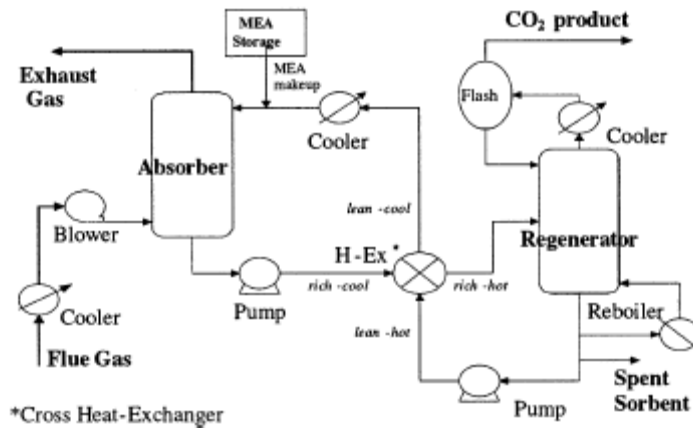 CO₂ product
MEA
Storage
MEA
makeup
Exhaust
Gas
Flash
Cooler
Cooler
Absorber
lean -cool
Regenerator
Blower
H -Ex *
rich -cool
rich -hot
Pump
Cooler
Reboiler
lean -hot
Flue Gas
Spent
Sorbent
Pump
*Cross Heat-Exchanger